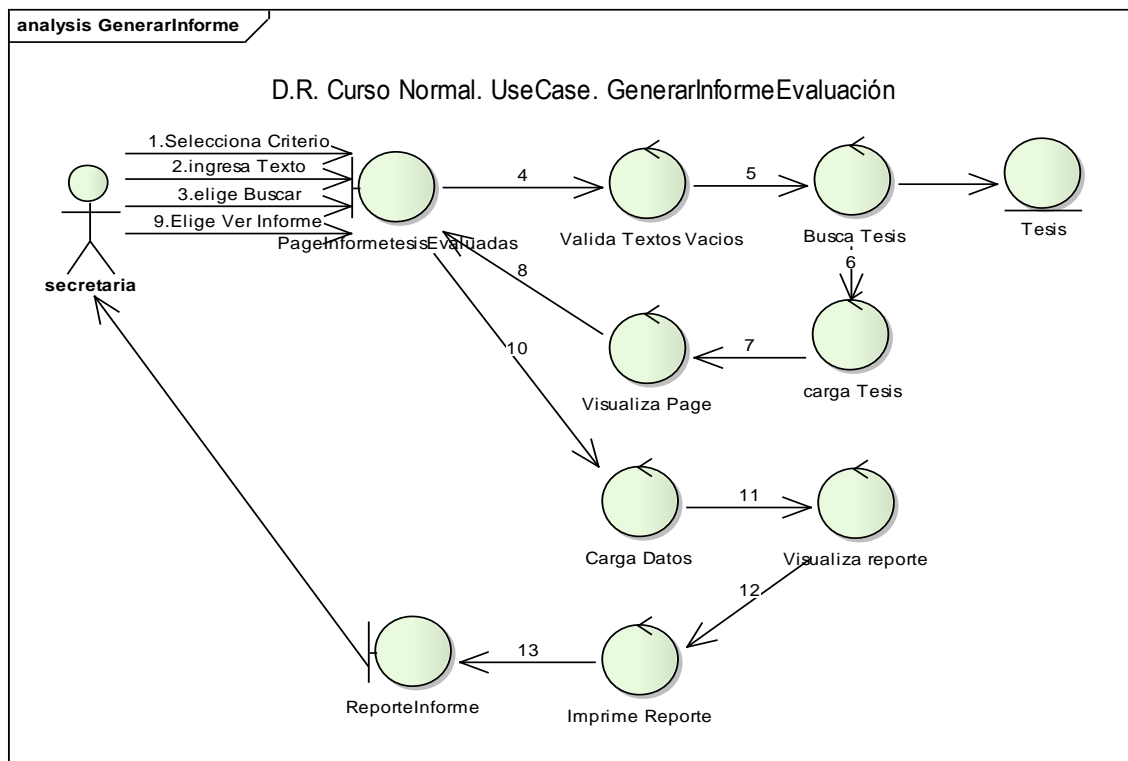 analysis GenerarInforme
D.R. Curso Normal. UseCase. GenerarInformeEvaluación
1.Selecciona Criterio
2.ingresa Texto
3.elige Buscar
9.Elige Ver Informe
secretaria
PageInformetesisEvaluadas
4
Valida Textos Vacios
5
Busca Tesis
Tesis
6
carga Tesis
7
Visualiza Page
8
10
Carga Datos
11
Visualiza reporte
12
Imprime Reporte
13
ReporteInforme